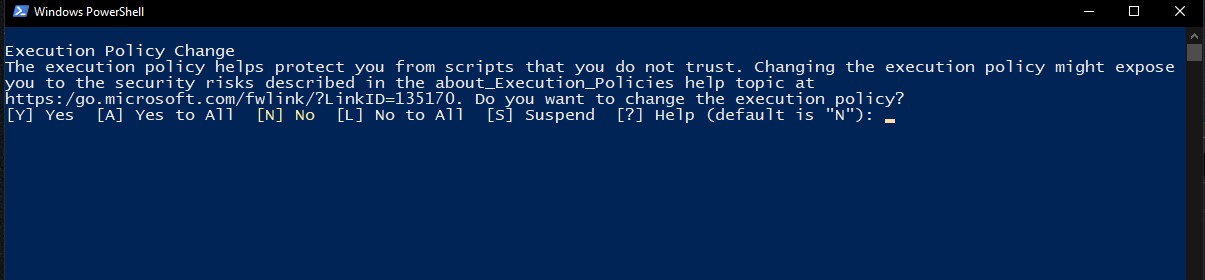 Windows PowerShell
Execution Policy Change
The execution policy helps protect you from scripts that you do not trust. Changing the execution policy might expose
you to the security risks described in the about_Execution_Policies help topic at
https:/go.microsoft.com/fwlink/?LinkID=135170. Do you want to change the execution policy?
[Y] Yes  [A] Yes to All  [N] No  [L] No to All  [S] Suspend  [?] Help (default is "N"):